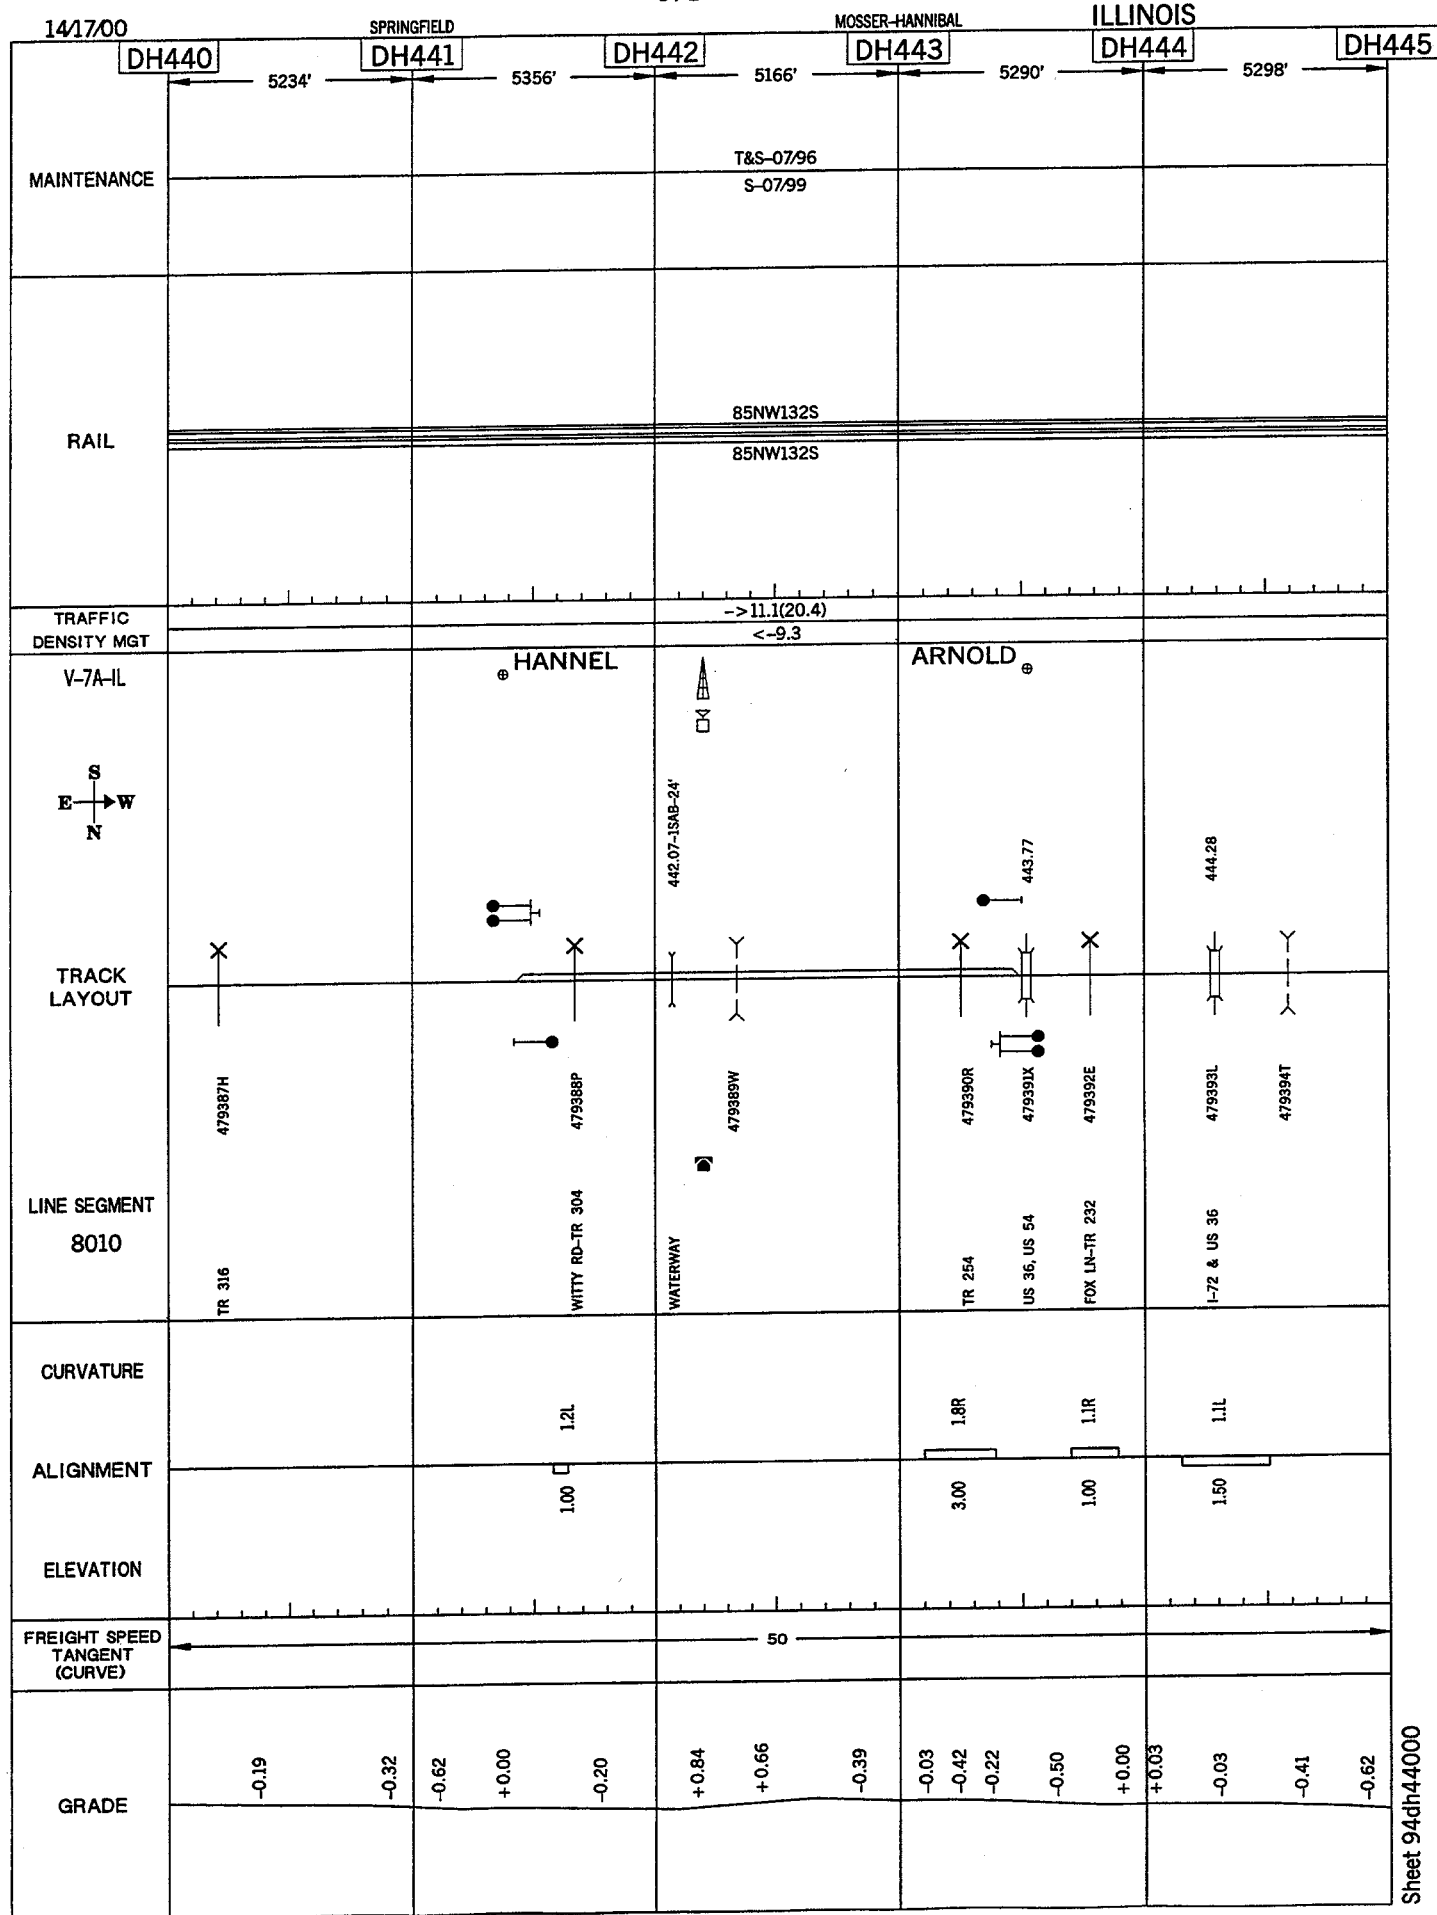 14/17/00
SPRINGFIELD
MOSSER-HANNIBAL
ILLINOIS
DH440
DH441
DH442
DH443
DH444
DH445
5234'
5356'
5166'
5290'
5298'
MAINTENANCE
T&S-07/96
S-07/99
RAIL
85NW132S
85NW132S
TRAFFIC
DENSITY MGT
->11.1(20.4)
<-9.3
V-7A-IL
HANNEL
ARNOLD
S
E W
N
442.07-1SAB-24'
443.77
444.28
TRACK
LAYOUT
479387H
479388P
479389W
479390R
479391X
479392E
479393L
479394T
LINE SEGMENT
8010
TR 316
WITTY RD-TR 304
WATERWAY
TR 254
US 36, US 54
FOX LN-TR 232
I-72 & US 36
CURVATURE
1.2L
1.8R
1.1R
1.1L
ALIGNMENT
1.00
3.00
1.00
1.50
ELEVATION
FREIGHT SPEED
TANGENT
(CURVE)
50
GRADE
-0.19
-0.32
-0.62
+0.00
-0.20
+0.84
+0.66
-0.39
-0.03
-0.42
-0.22
-0.50
+0.00
+0.03
-0.03
-0.41
-0.62
Sheet 94dh44000